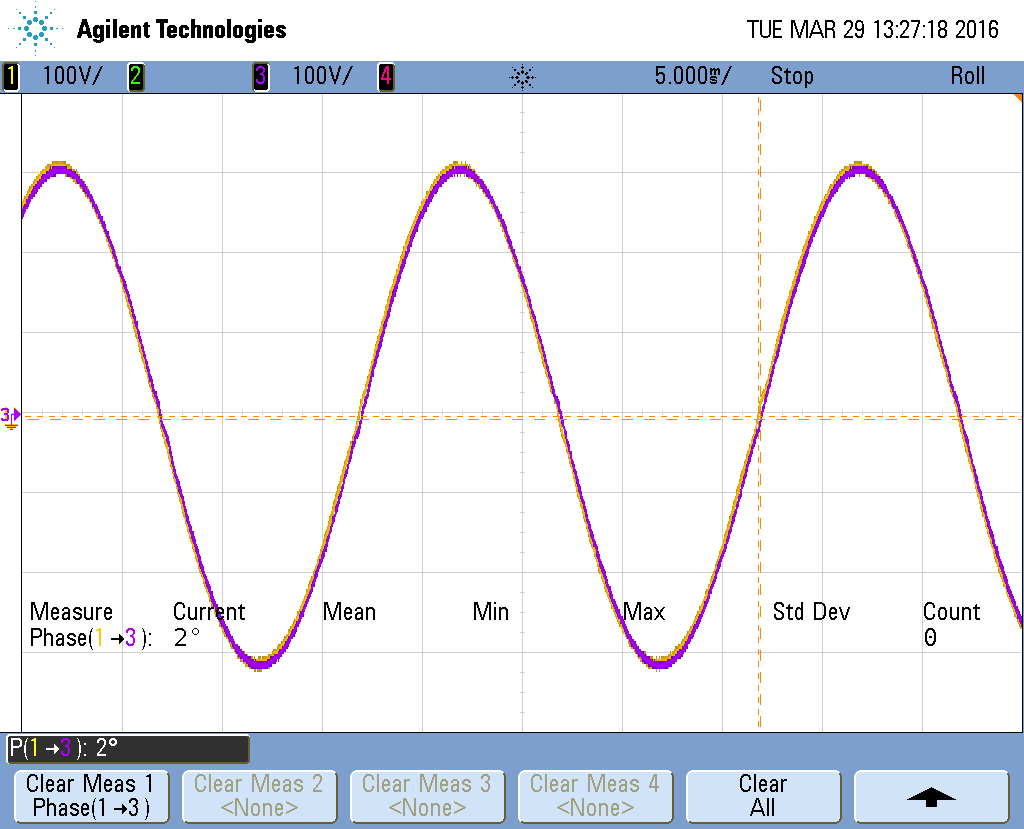 Agilent Technologies
TUE MAR 29 13:27:18 2016
1 100V/ 2 3 100V/ 4 5.000ms/ Stop Roll
3
Measure Current Mean Min Max Std Dev Count
Phase(1→3): 2° 0
P(1→3): 2°
Clear Meas 1
Phase(1→3)
Clear Meas 2
<None>
Clear Meas 3
<None>
Clear Meas 4
<None>
Clear
All